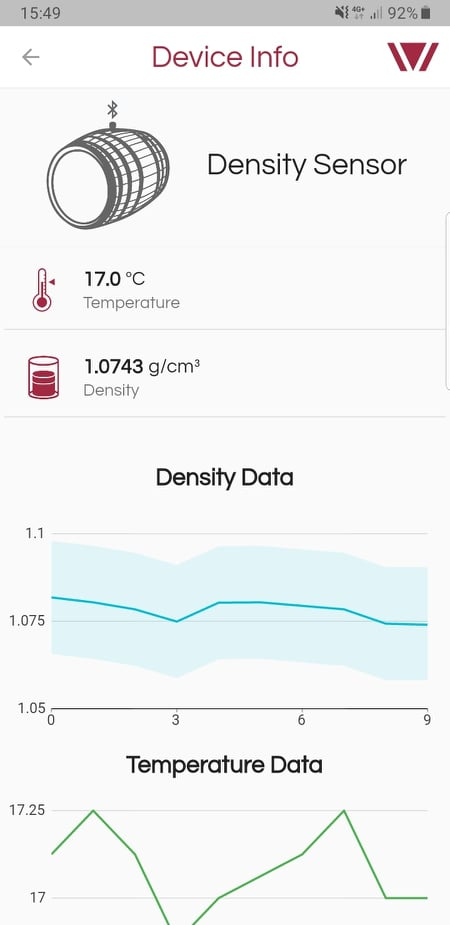 15:49
4G+
92%
Device Info
Density Sensor
17.0 °C
Temperature
1.0743 g/cm³
Density
Density Data
1.1
1.075
1.05
0 3 6 9
Temperature Data
17.25
17